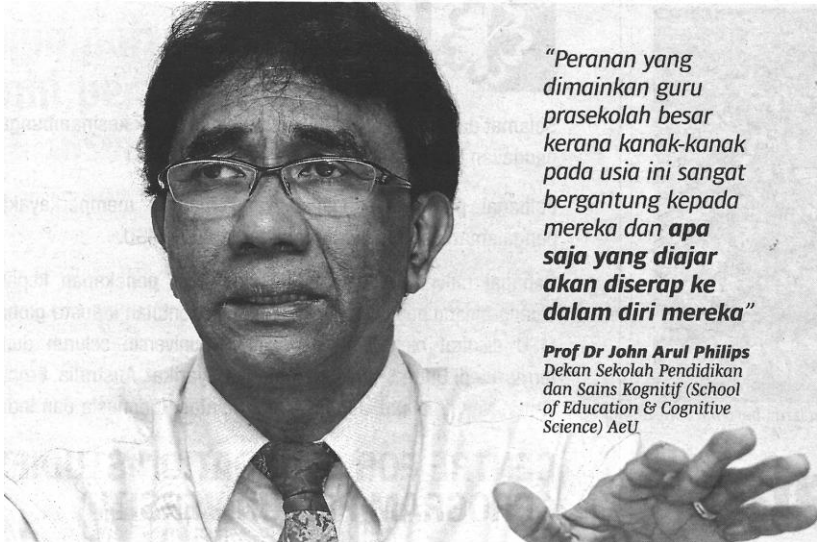 “Peranan yang
dimainkan guru
prasekolah besar
kerana kanak-kanak
pada usia ini sangat
bergantung kepada
mereka dan apa
saja yang diajar
akan diserap ke
dalam diri mereka”
Prof Dr John Arul Philips
Dekan Sekolah Pendidikan
dan Sains Kognitif (School
of Education & Cognitive
Science) AeU